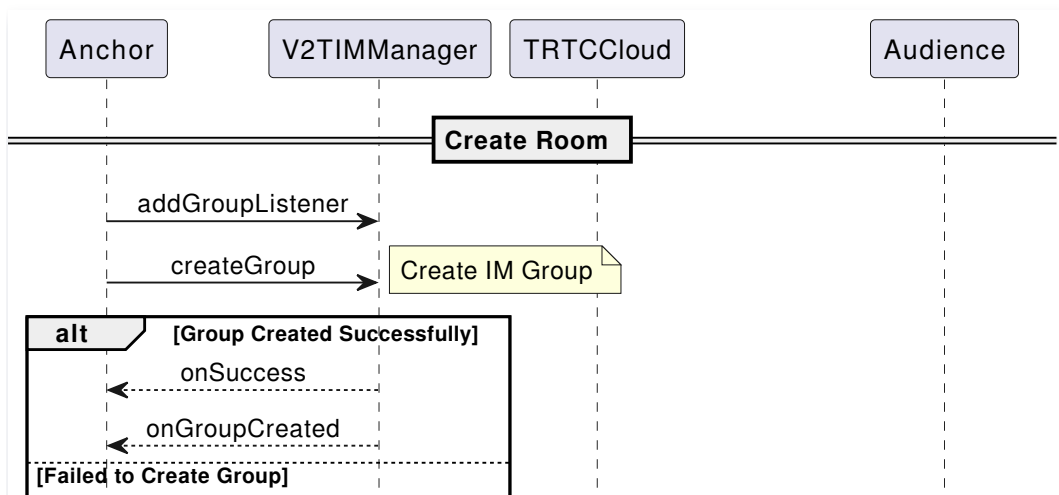 Anchor V2TIMManager TRTCCloud Audience
Create Room
addGroupListener
createGroup
Create IM Group
alt [Group Created Successfully]
onSuccess
onGroupCreated
[Failed to Create Group]